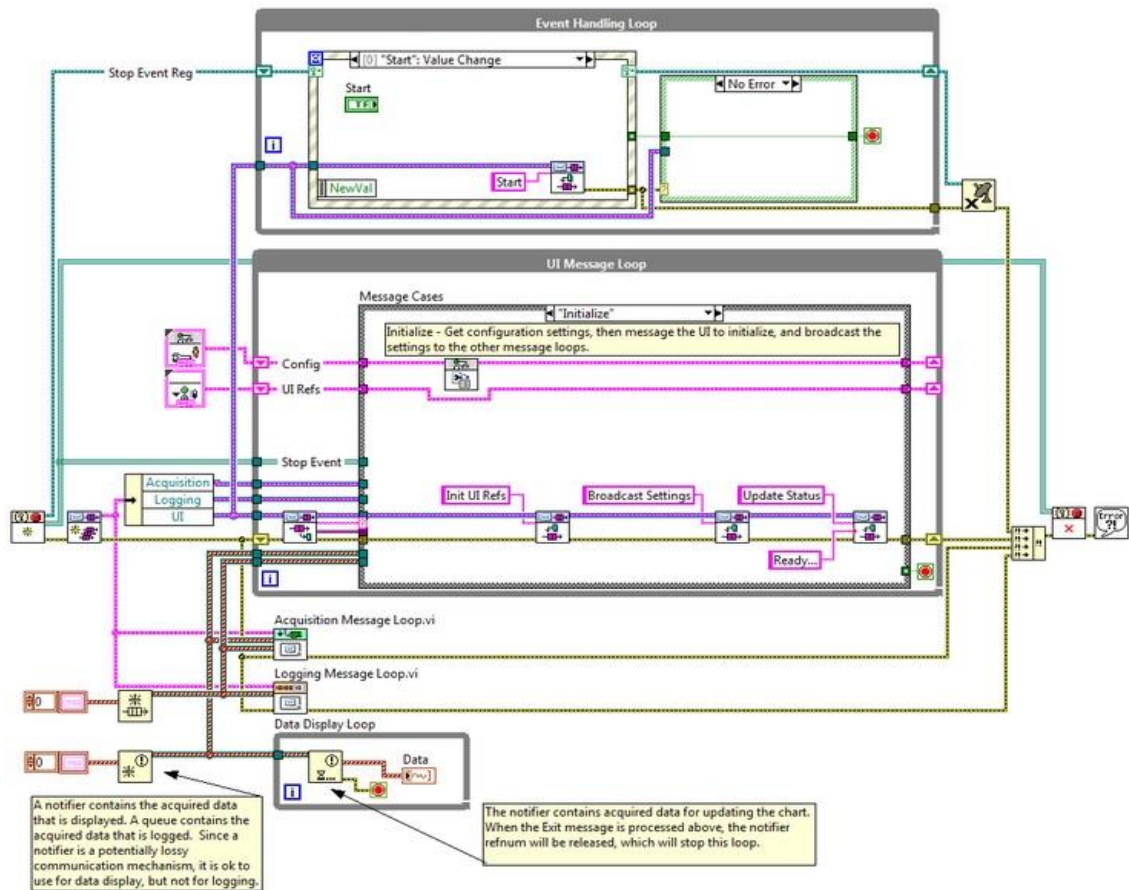 Event Handling Loop
[0] "Start": Value Change
No Error
Stop Event Reg
Start
TF
i
Start
NewVal
?
UI Message Loop
Message Cases
"Initialize"
Initialize - Get configuration settings, then message the UI to initialize, and broadcast the
settings to the other message loops.
Config
UI Refs
Stop Event
Acquisition
Logging
UI
Init UI Refs
Broadcast Settings
Update Status
Error
?!
Ready...
i
Acquisition Message Loop.vi
Logging Message Loop.vi
0
Data Display Loop
0
Data
i
A notifier contains the acquired data
that is displayed. A queue contains the
acquired data that is logged. Since a
notifier is a potentially lossy
communication mechanism, it is ok to
use for data display, but not for logging.
The notifier contains acquired data for updating the chart.
When the Exit message is processed above, the notifier
refnum will be released, which will stop this loop.